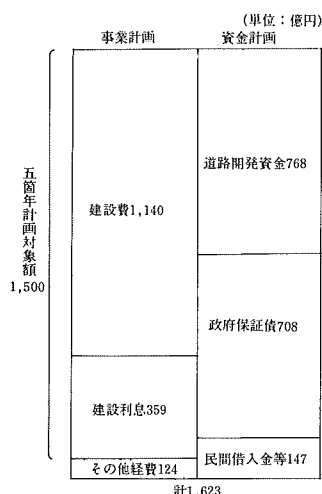 (単位：億円)
事業計画 資金計画
道路開発資金768
五箇年計画対象額
1,500
建設費1,140
政府保証債708
建設利息359
民間借入金等147
その他経費124
計1,623